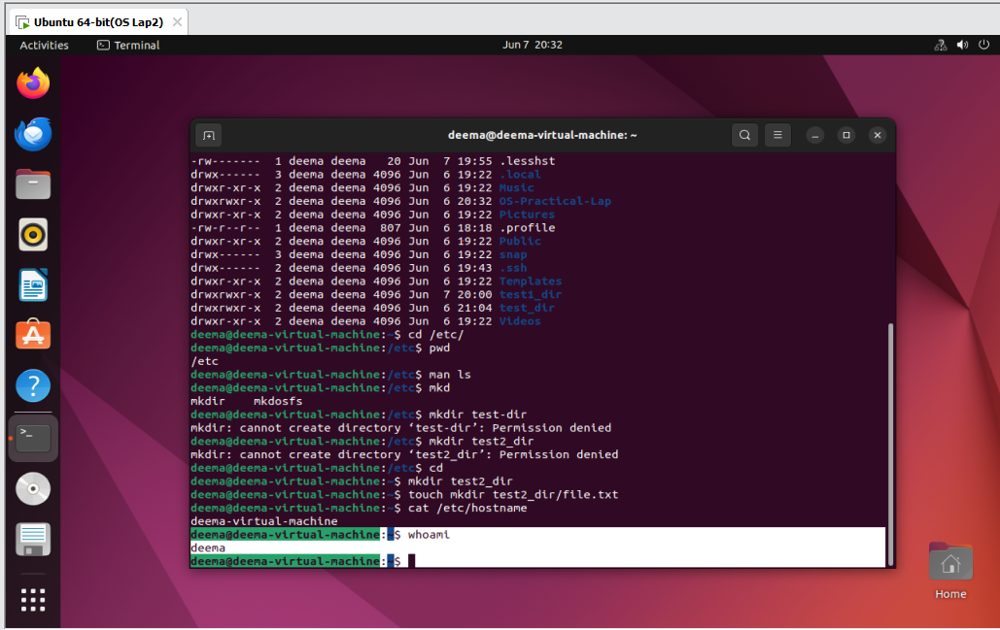 Ubuntu 64-bit(OS Lap2)
Activities
Terminal
Jun 7 20:32
deema@deema-virtual-machine: ~
-rw------- 1 deema deema 20 Jun 7 19:55 .lesshst
drwx------ 3 deema deema 4096 Jun 6 19:22 .local
drwxr-xr-x 2 deema deema 4096 Jun 6 19:22 Music
drwxrwxr-x 2 deema deema 4096 Jun 6 20:32 OS-Practical-Lap
drwxr-xr-x 2 deema deema 4096 Jun 6 19:22 Pictures
-rw-r--r-- 1 deema deema 807 Jun 6 18:18 .profile
drwxr-xr-x 2 deema deema 4096 Jun 6 19:22 Public
drwx------ 3 deema deema 4096 Jun 6 19:22 snap
drwx------ 2 deema deema 4096 Jun 6 19:43 .ssh
drwxr-xr-x 2 deema deema 4096 Jun 6 19:22 Templates
drwxrwxr-x 2 deema deema 4096 Jun 7 20:00 test1_dir
drwxrwxr-x 2 deema deema 4096 Jun 6 21:04 test_dir
drwxr-xr-x 2 deema deema 4096 Jun 6 19:22 Videos
deema@deema-virtual-machine:~$ cd /etc/
deema@deema-virtual-machine:/etc$ pwd
/etc
deema@deema-virtual-machine:/etc$ man ls
deema@deema-virtual-machine:/etc$ mkd
mkdir mkdosfs
deema@deema-virtual-machine:/etc$ mkdir test-dir
mkdir: cannot create directory ‘test-dir’: Permission denied
deema@deema-virtual-machine:/etc$ mkdir test2_dir
mkdir: cannot create directory ‘test2_dir’: Permission denied
deema@deema-virtual-machine:/etc$ cd
deema@deema-virtual-machine:~$ mkdir test2_dir
deema@deema-virtual-machine:~$ touch mkdir test2_dir/file.txt
deema@deema-virtual-machine:~$ cat /etc/hostname
deema-virtual-machine
deema@deema-virtual-machine:~$ whoami
deema
deema@deema-virtual-machine:~$
Home